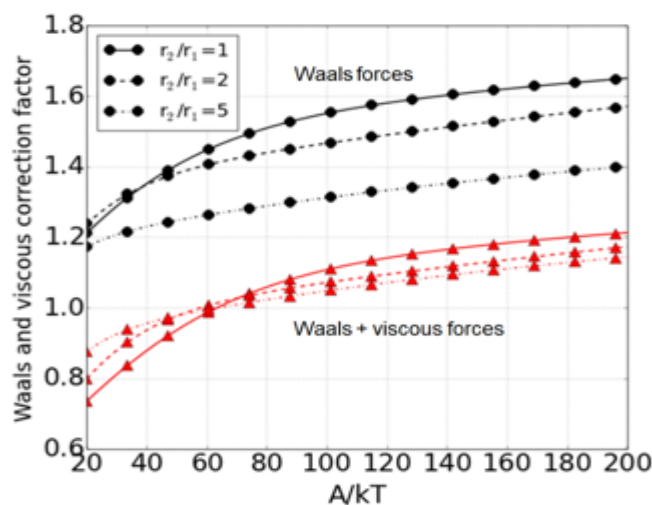 1.8
r₂/r₁=1
r₂/r₁=2
r₂/r₁=5
Waals forces
1.6
1.4
1.2
1.0
Waals + viscous forces
0.8
0.6
20 40 60 80 100 120 140 160 180 200
A/kT
Waals and viscous correction factor